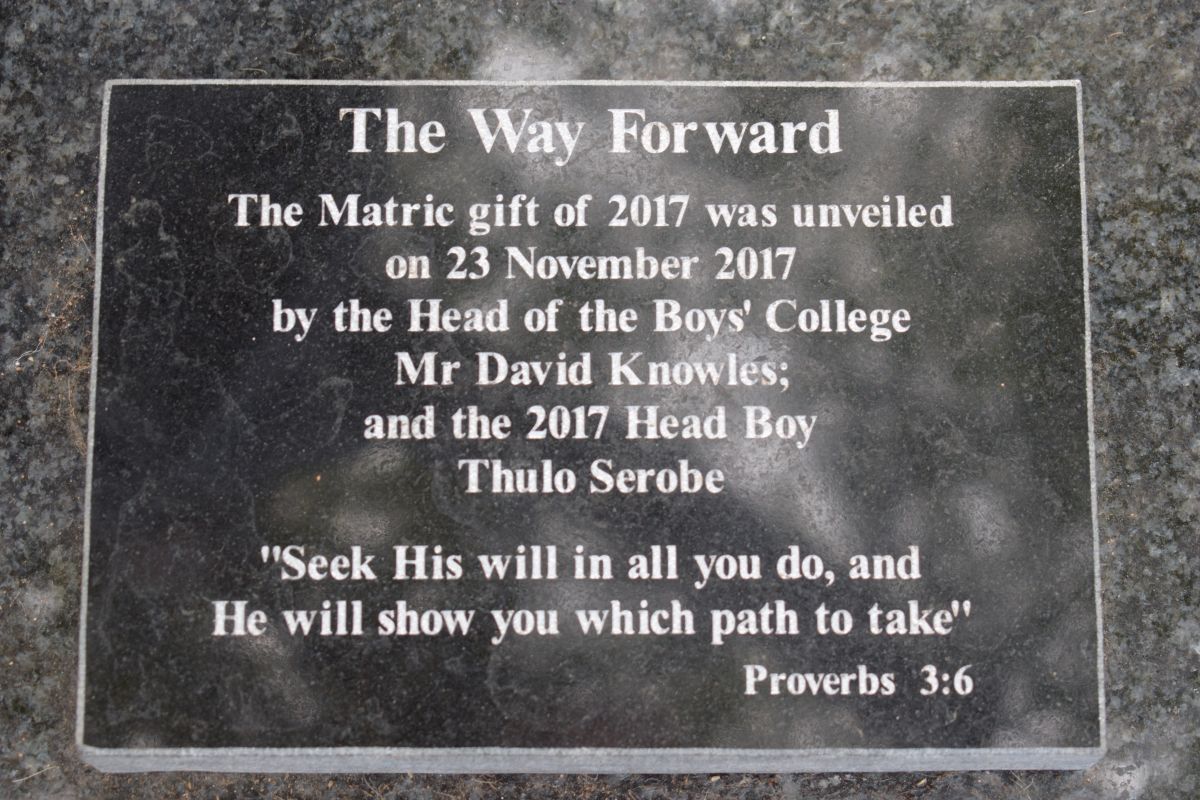 The Way Forward
The Matric gift of 2017 was unveiled
on 23 November 2017
by the Head of the Boys' College
Mr David Knowles;
and the 2017 Head Boy
Thulo Serobe
"Seek His will in all you do, and
He will show you which path to take"
Proverbs 3:6